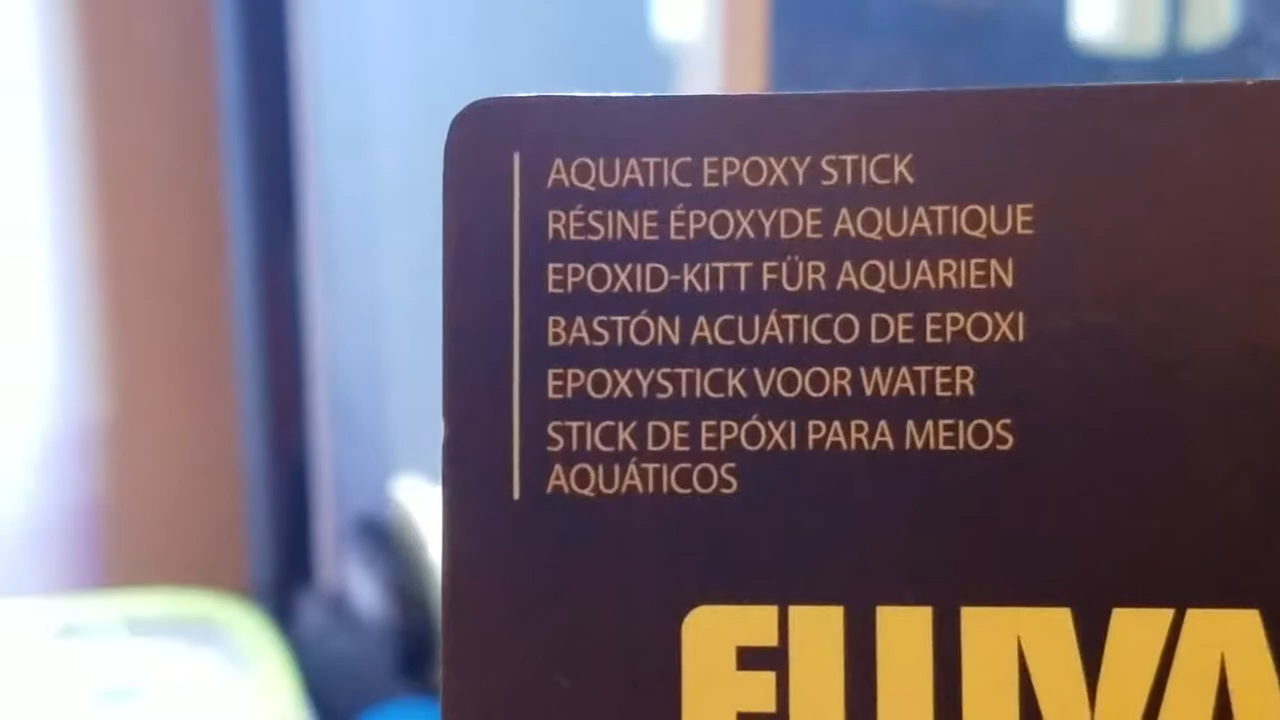 AQUATIC EPOXY STICK
RÉSINE ÉPOXYDE AQUATIQUE
EPOXID-KITT FÜR AQUARIEN
BASTÓN ACUÁTICO DE EPOXI
EPOXYSTICK VOOR WATER
STICK DE EPÓXI PARA MEIOS
AQUÁTICOS